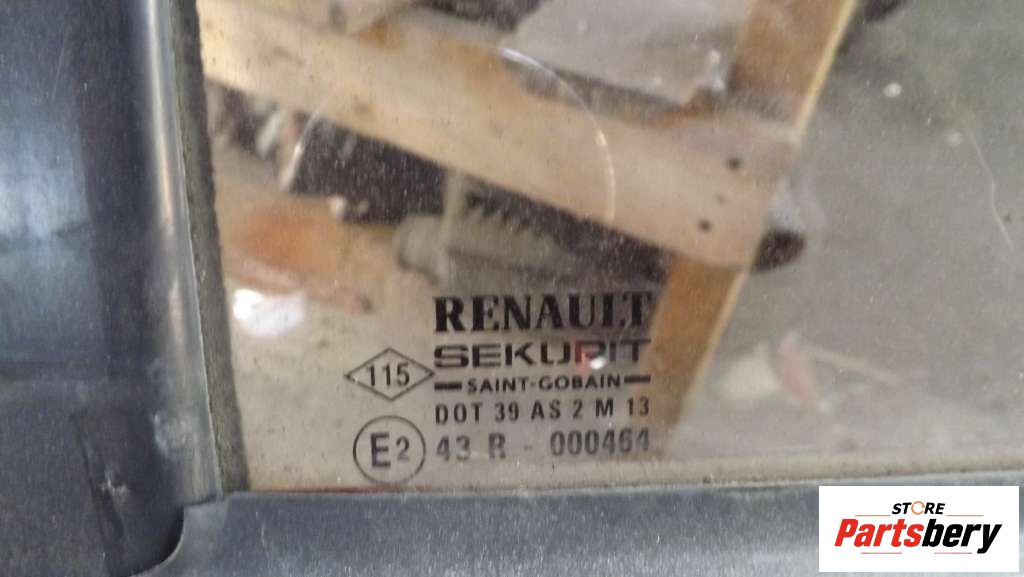 RENAULT
SEKURIT
115
SAINT-GOBAIN
DOT 39 AS 2 M 13
E2
43 R - 000464
STORE
Partsbery